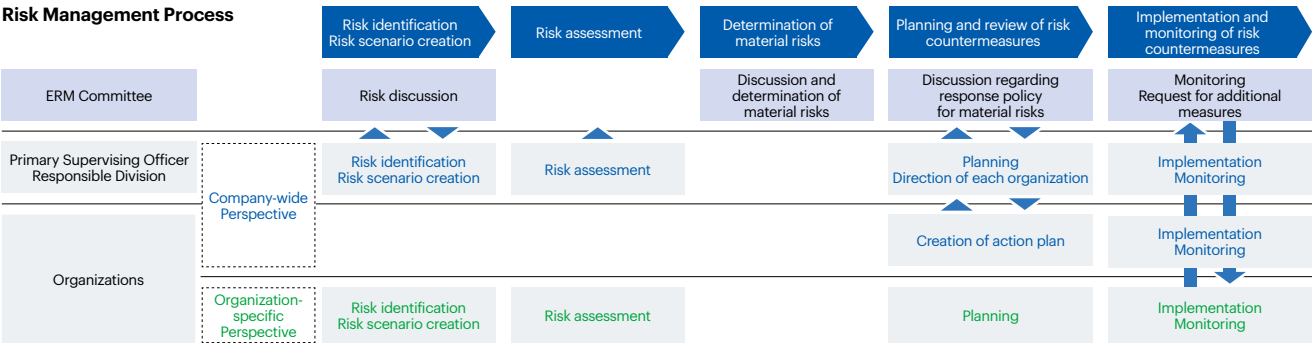 Risk Management Process
Risk identification
Risk scenario creation
Risk assessment
Determination of
material risks
Planning and review of risk
countermeasures
Implementation and
monitoring of risk
countermeasures
ERM Committee
Risk discussion
Discussion and
determination of
material risks
Discussion regarding
response policy
for material risks
Monitoring
Request for additional
measures
Primary Supervising Officer
Responsible Division
Company-wide
Perspective
Risk identification
Risk scenario creation
Risk assessment
Planning
Direction of each organization
Implementation
Monitoring
Organizations
Creation of action plan
Implementation
Monitoring
Organization-
specific
Perspective
Risk identification
Risk scenario creation
Risk assessment
Planning
Implementation
Monitoring